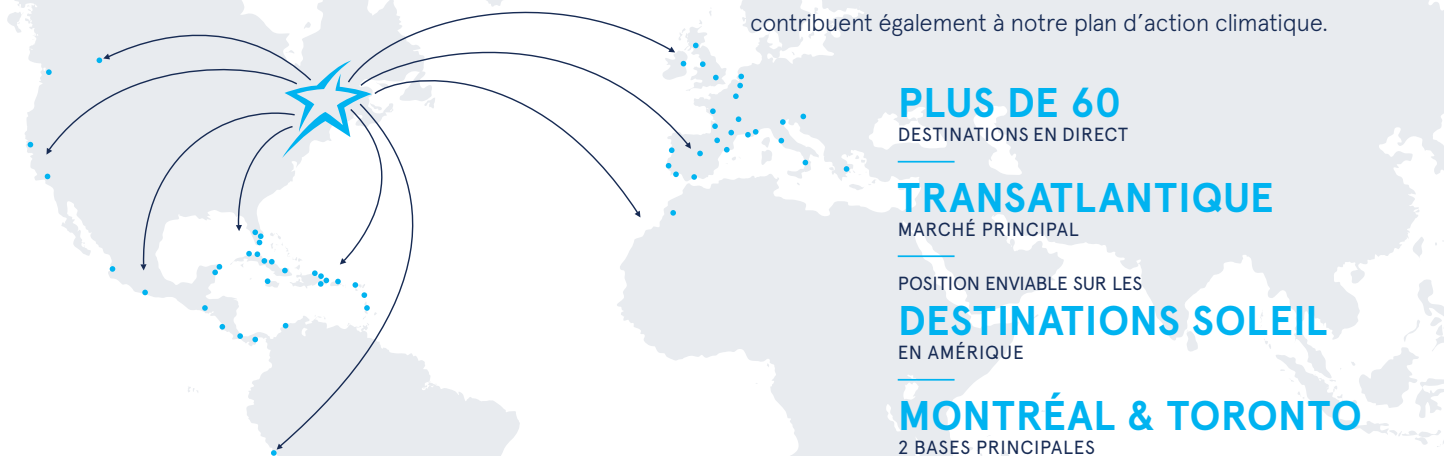 contribuent également à notre plan d’action climatique.
PLUS DE 60
DESTINATIONS EN DIRECT
TRANSATLANTIQUE
MARCHÉ PRINCIPAL
POSITION ENVIABLE SUR LES
DESTINATIONS SOLEIL
EN AMÉRIQUE
MONTRÉAL & TORONTO
2 BASES PRINCIPALES